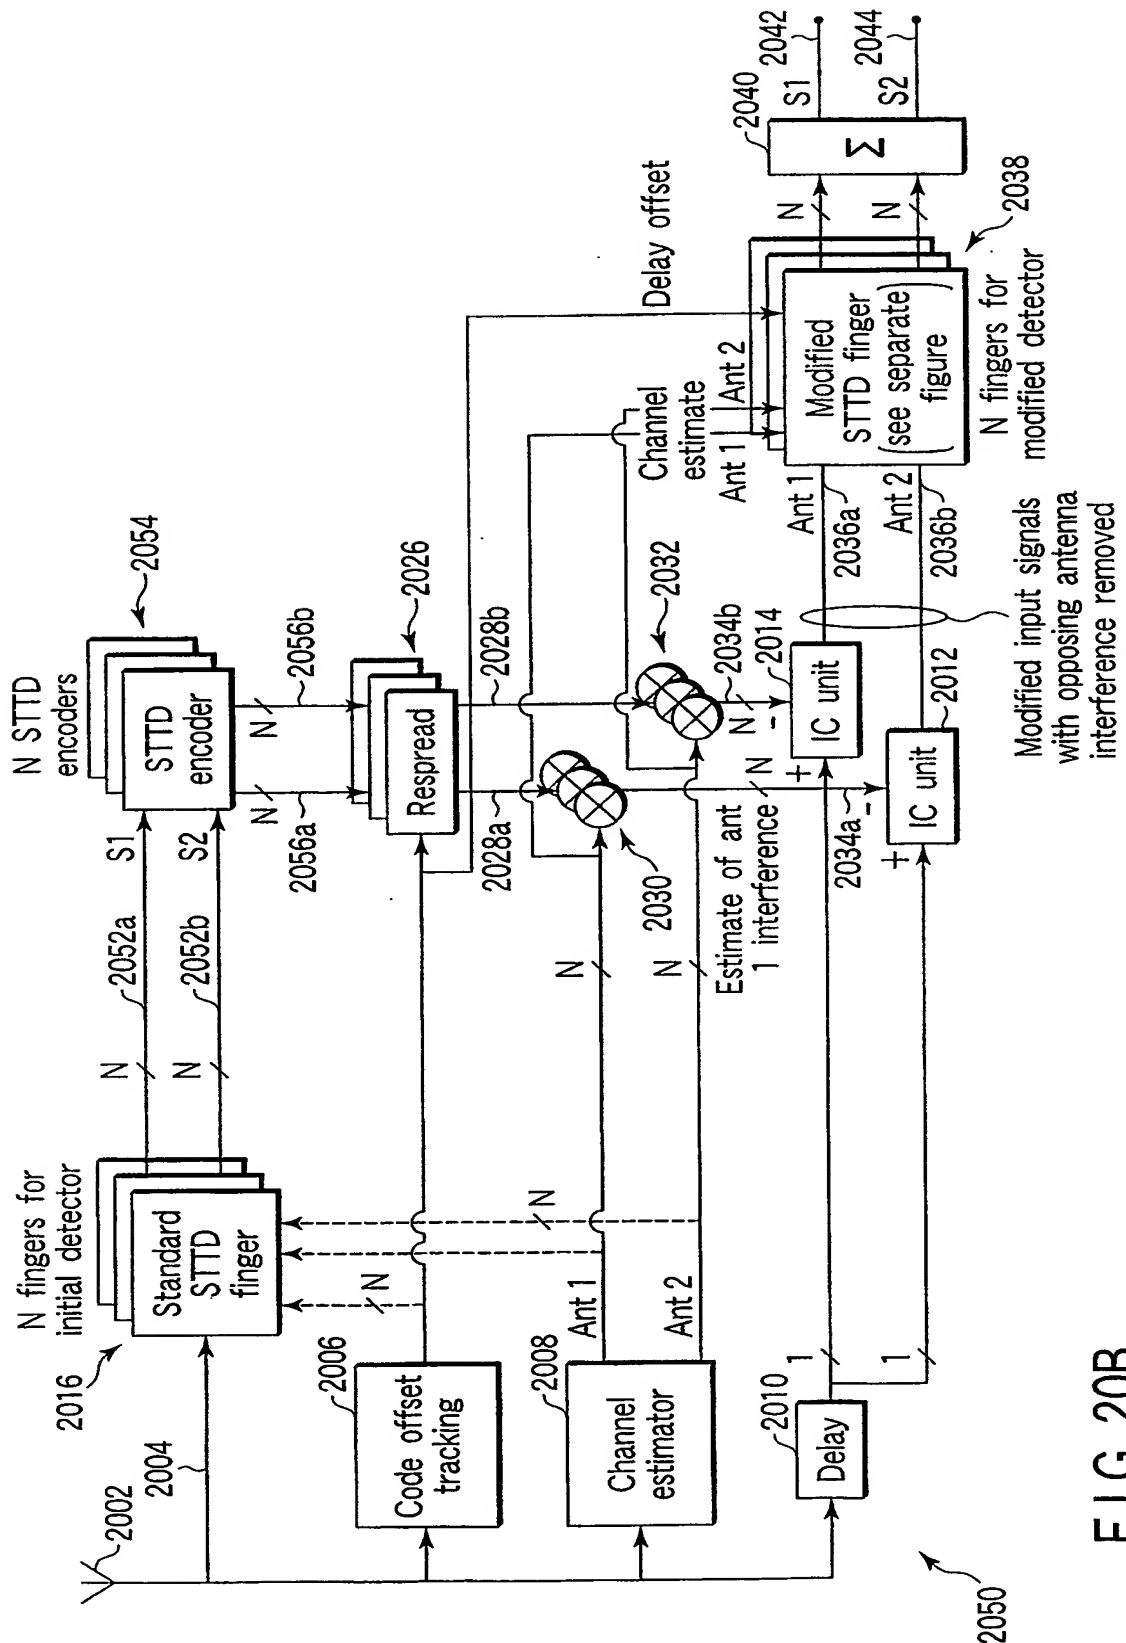 2002
2004
2016
N fingers for
initial detector
Standard
STTD
finger
N
N
2052a
2052b
S1
S2
N STTD
encoders
STTD
encoder
2054
N
N
2056a
2056b
2006
Code offset
tracking
N
N
Respread
2026
2028a
2028b
Delay offset
2008
Channel
estimator
Ant 1
Ant 2
N
N
2030
2032
Channel
estimate
Ant 1
Ant 2
Estimate of ant
1 interference
N
N
2034a
2034b
2010
Delay
1
1
+
-
2014
IC unit
+
-
2012
IC unit
Ant 1
2036a
Ant 2
2036b
Modified input signals
with opposing antenna
interference removed
Modified
STTD finger
(see separate
figure)
N fingers for
modified detector
2038
N
N
2040
Σ
S1
2042
S2
2044
2050
FIG. 20B